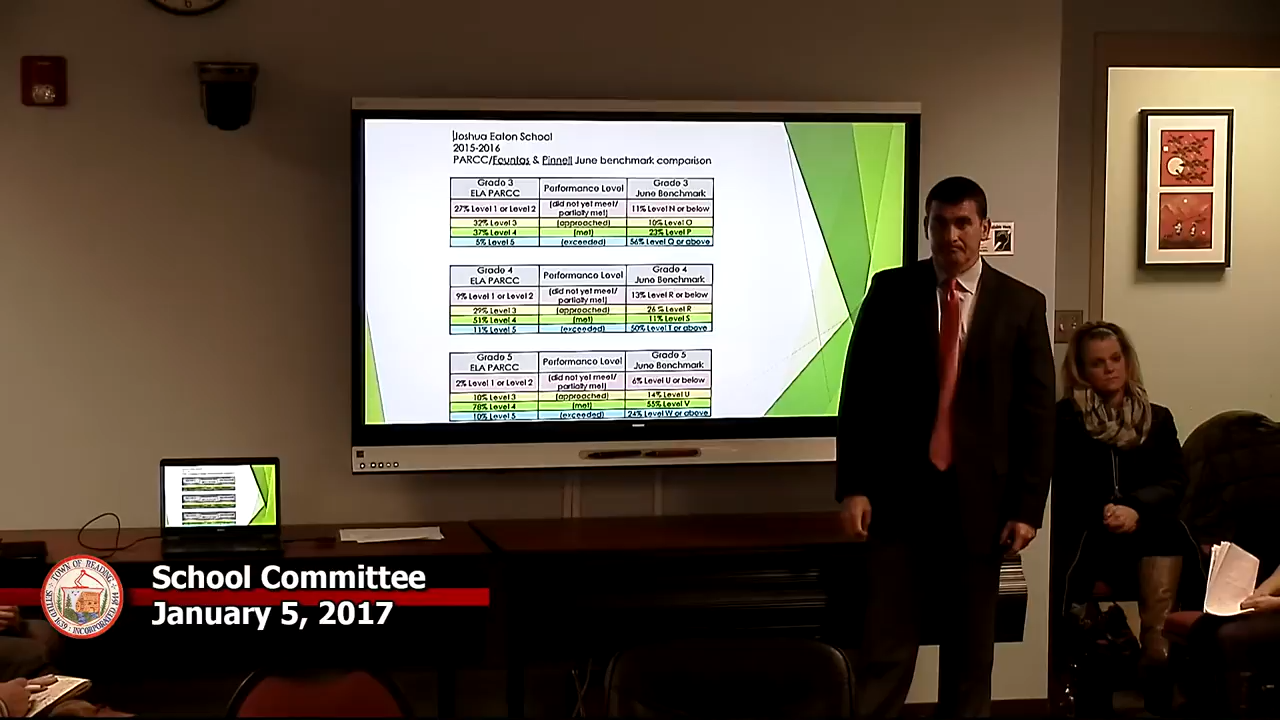 Joshua Eaton School
2015-2016
PARCC/Fountas & Pinnell June benchmark comparison
Grade 3 ELA PARCC Performance Level Grade 3 June Benchmark
27% Level 1 or Level 2 (did not yet meet/ partially met) 11% Level N or below
32% Level 3 (approached) 10% Level O
37% Level 4 (met) 23% Level P
5% Level 5 (exceeded) 56% Level Q or above
Grade 4 ELA PARCC Performance Level Grade 4 June Benchmark
9% Level 1 or Level 2 (did not yet meet/ partially met) 13% Level R or below
29% Level 3 (approached) 26% Level R
51% Level 4 (met) 11% Level S
11% Level 5 (exceeded) 50% Level T or above
Grade 5 ELA PARCC Performance Level Grade 5 June Benchmark
2% Level 1 or Level 2 (did not yet meet/ partially met) 6% Level U or below
10% Level 3 (approached) 14% Level U
78% Level 4 (met) 55% Level V
10% Level 5 (exceeded) 24% Level W or above
TOWN OF READING
SETTLED 1639 INCORPORATED 1644
School Committee
January 5, 2017